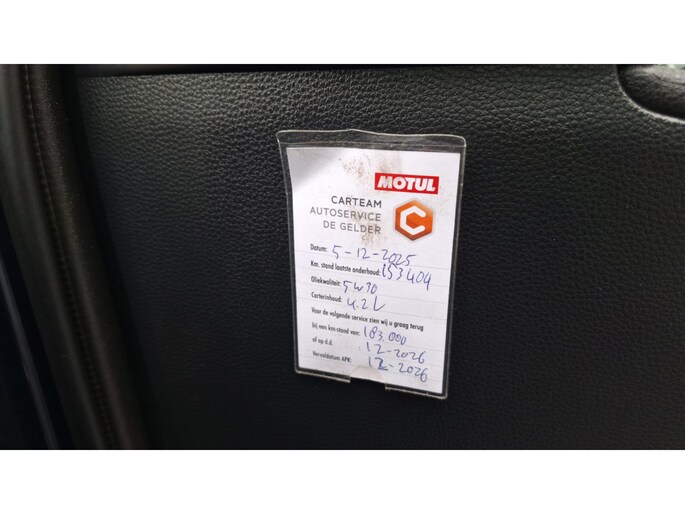 MOTUL
CARTEAM
AUTOSERVICE
DE GELDER
C
Datum: 5-12-2025
Km. stand laatste onderhoud: 153404
Oliekwaliteit: 5w30
Carterinhoud: 4.2 L
Voor de volgende service zien wij u graag terug
bij een km-stand van: 183.000
of op d.d. 12-2026
Vervaldatum APK: 12-2026